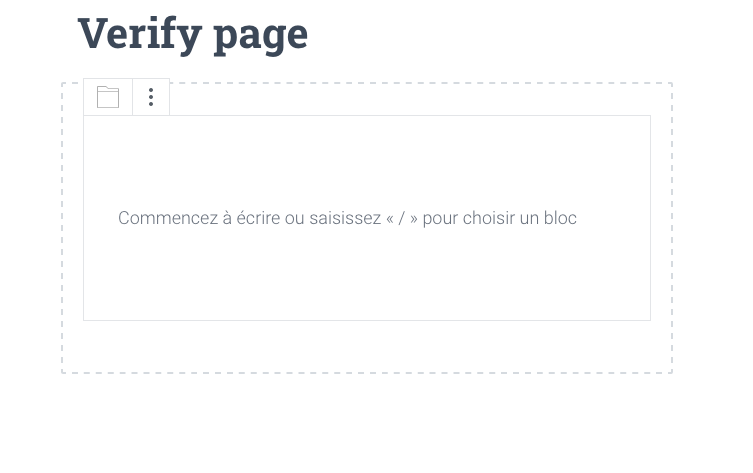 Verify page
Commencez à écrire ou saisissez « / » pour choisir un bloc